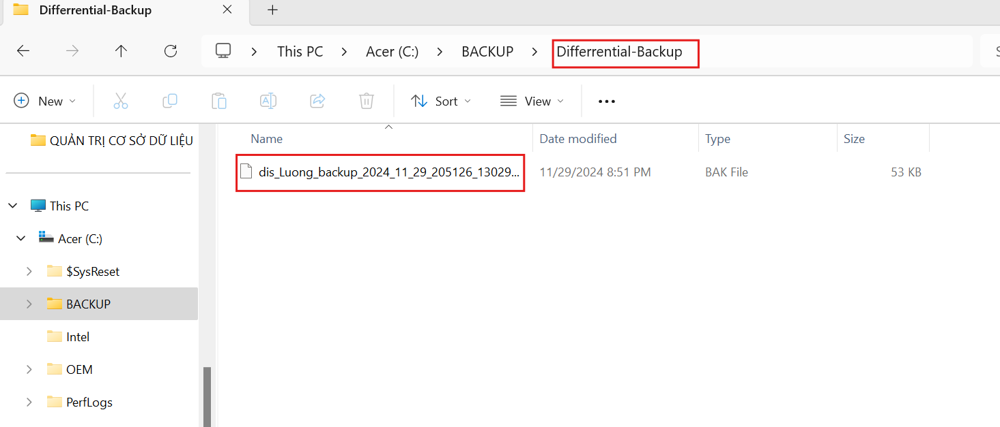 Differrential-Backup
This PC > Acer (C:) > BACKUP > Differrential-Backup
New Sort View
QUẢN TRỊ CƠ SỞ DỮ LIỆU
Name Date modified Type Size
dis_Luong_backup_2024_11_29_205126_13029... 11/29/2024 8:51 PM BAK File 53 KB
This PC
Acer (C:)
$SysReset
BACKUP
Intel
OEM
PerfLogs